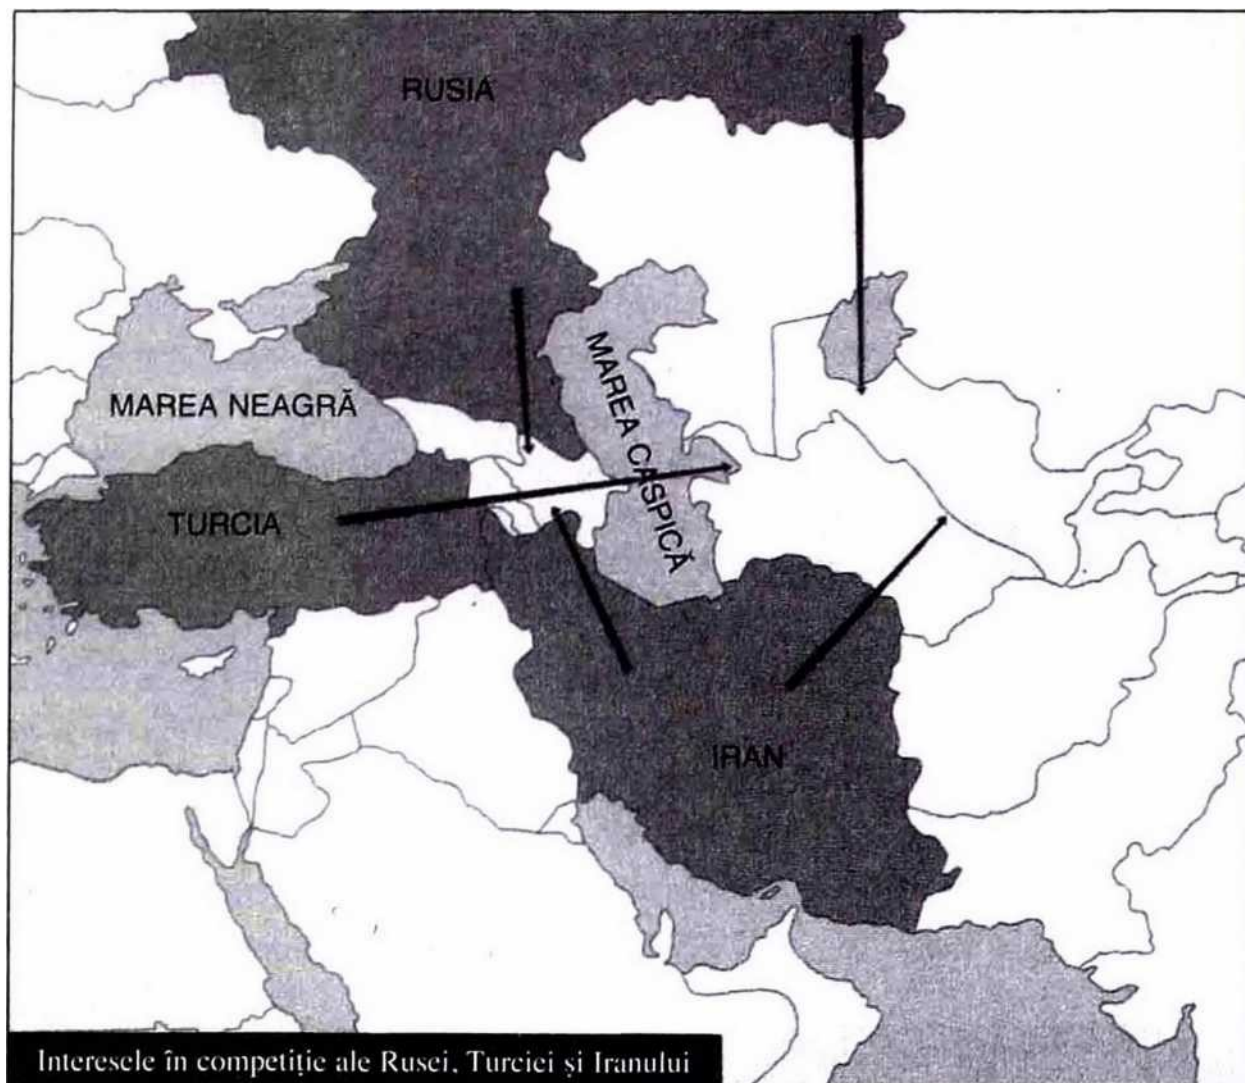 RUSIA
MAREA NEAGRĂ
MAREA CASPICĂ
TURCIA
IRAN
Interesele în competiție ale Rusei, Turciei și Iranului